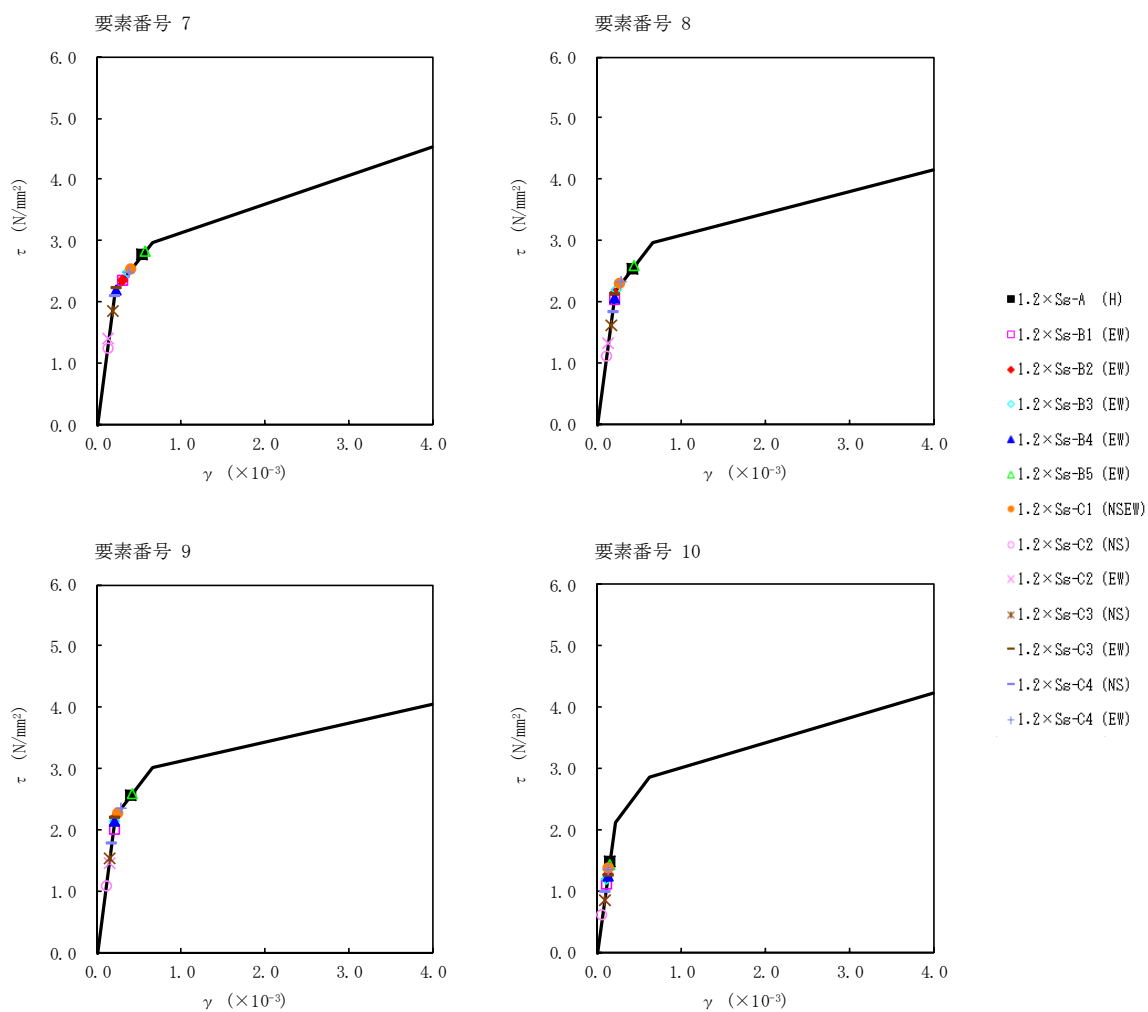 要素番号 7
6.0
5.0
4.0
3.0
2.0
1.0
0.0
τ (N/mm²)
0.0 1.0 2.0 3.0 4.0
γ (×10⁻³)
要素番号 8
6.0
5.0
4.0
3.0
2.0
1.0
0.0
τ (N/mm²)
0.0 1.0 2.0 3.0 4.0
γ (×10⁻³)
1.2×Ss-A (H)
1.2×Ss-B1 (EW)
1.2×Ss-B2 (EW)
1.2×Ss-B3 (EW)
1.2×Ss-B4 (EW)
1.2×Ss-B5 (EW)
1.2×Ss-C1 (NSEW)
1.2×Ss-C2 (NS)
1.2×Ss-C2 (EW)
1.2×Ss-C3 (NS)
1.2×Ss-C3 (EW)
1.2×Ss-C4 (NS)
1.2×Ss-C4 (EW)
要素番号 9
6.0
5.0
4.0
3.0
2.0
1.0
0.0
τ (N/mm²)
0.0 1.0 2.0 3.0 4.0
γ (×10⁻³)
要素番号 10
6.0
5.0
4.0
3.0
2.0
1.0
0.0
τ (N/mm²)
0.0 1.0 2.0 3.0 4.0
γ (×10⁻³)